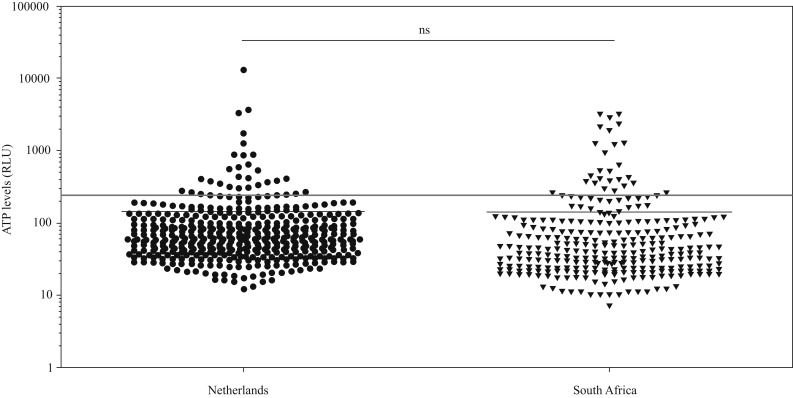 100000
ns
10000
1000
ATP levels (RLU)
100
10
1
Netherlands
South Africa